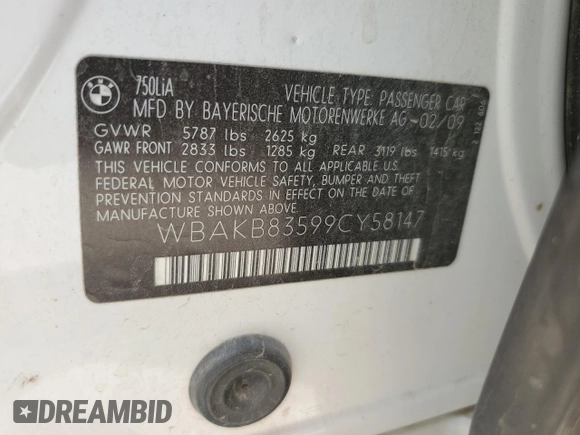 BMW
750LiA
VEHICLE TYPE: PASSENGER CAR
MFD BY BAYERISCHE MOTORENWERKE AG-02/09
GVWR 5787 lbs 2625 kg
GAWR FRONT 2833 lbs 1285 kg REAR 3119 lbs 1415 kg
THIS VEHICLE CONFORMS TO ALL APPLICABLE U.S.
FEDERAL MOTOR VEHICLE SAFETY, BUMPER AND THEFT
PREVENTION STANDARDS IN EFFECT ON THE DATE OF
MANUFACTURE SHOWN ABOVE.
WBAKB83599CY58147
DREAMBID